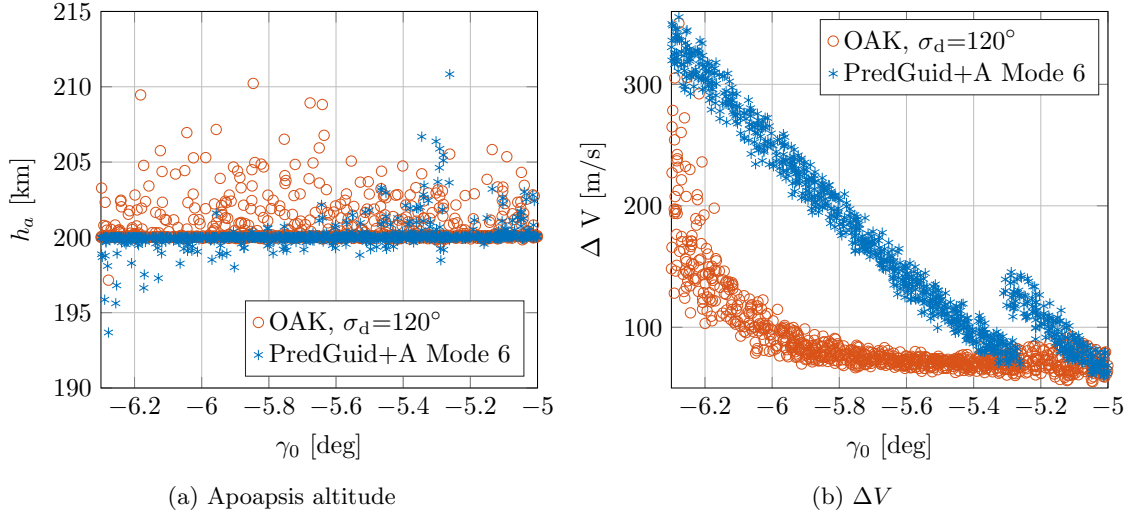 215
210
205
200
195
190
h_a [km]
OAK, σ_d=120°
PredGuid+A Mode 6
−6.2 −6 −5.8 −5.6 −5.4 −5.2 −5
γ_0 [deg]
(a) Apoapsis altitude
300
200
100
Δ V [m/s]
OAK, σ_d=120°
PredGuid+A Mode 6
−6.2 −6 −5.8 −5.6 −5.4 −5.2 −5
γ_0 [deg]
(b) ΔV